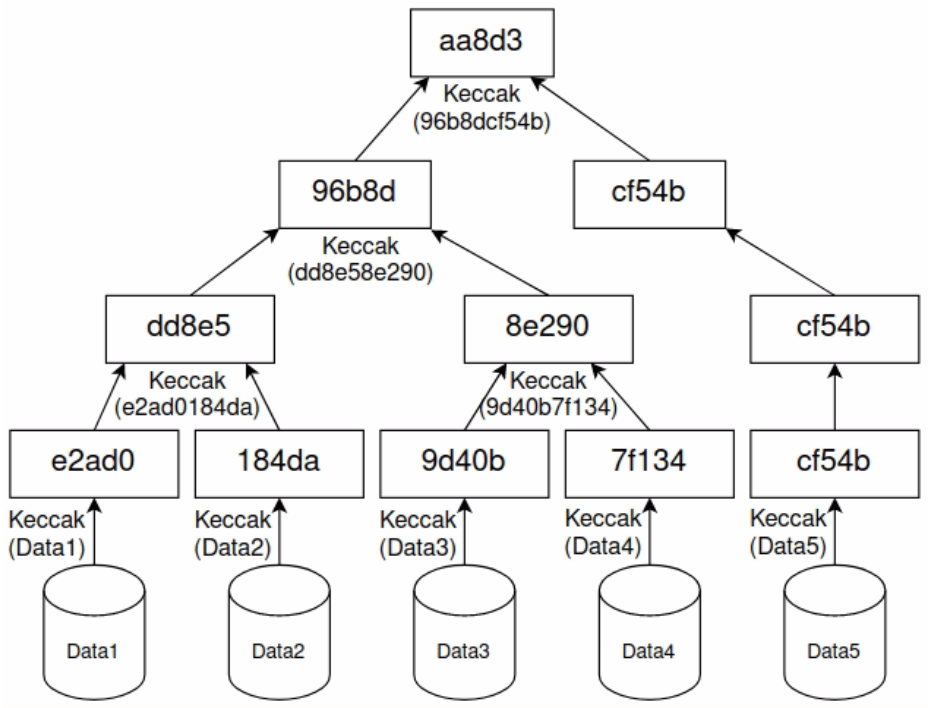 aa8d3
Keccak
(96b8dcf54b)
96b8d
cf54b
Keccak
(dd8e58e290)
dd8e5
8e290
cf54b
Keccak
(e2ad0184da)
Keccak
(9d40b7f134)
e2ad0
184da
9d40b
7f134
cf54b
Keccak
(Data1)
Keccak
(Data2)
Keccak
(Data3)
Keccak
(Data4)
Keccak
(Data5)
Data1
Data2
Data3
Data4
Data5